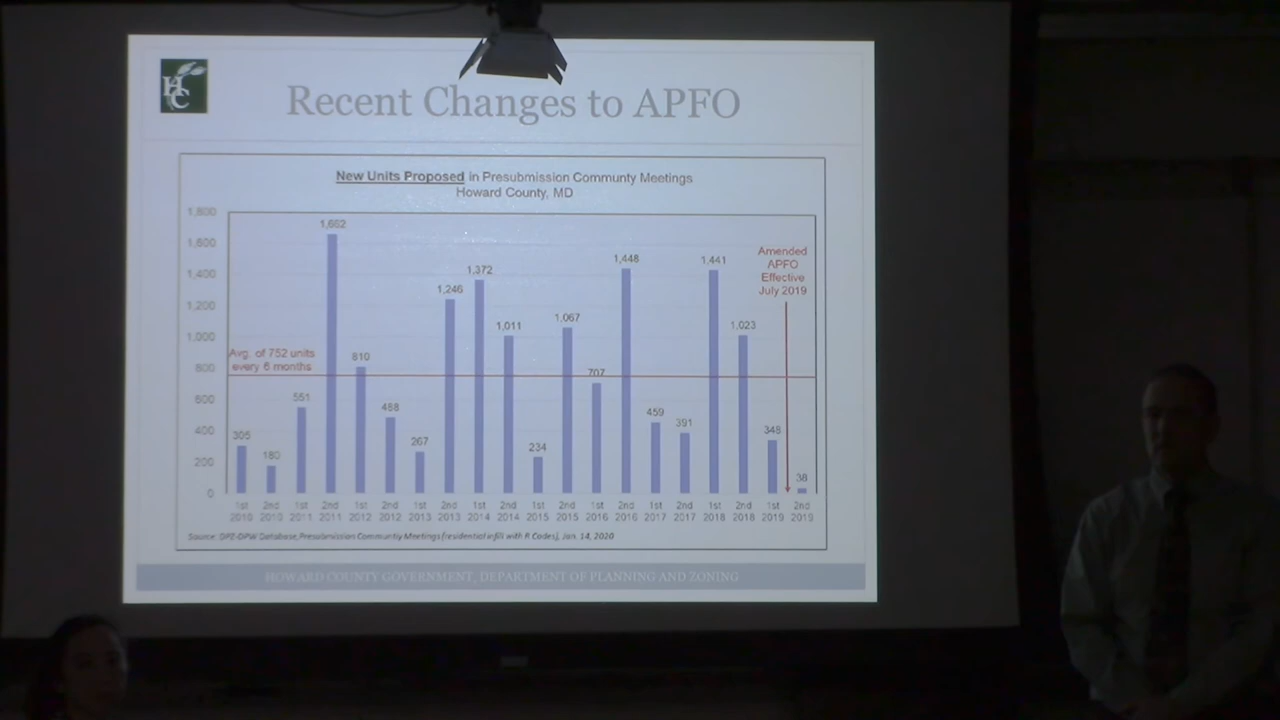 HC
Recent Changes to APFO
New Units Proposed in Presubmission Communty Meetings
Howard County, MD
1,800
1,600
1,400
1,200
1,000
800
600
400
200
0
Avg. of 752 units
every 6 months
305
180
551
1,662
810
488
267
1,246
1,372
1,011
234
1,067
707
1,448
459
391
1,441
1,023
348
38
Amended
APFO
Effective
July 2019
1st 2nd 1st 2nd 1st 2nd 1st 2nd 1st 2nd 1st 2nd 1st 2nd 1st 2nd 1st 2nd 1st 2nd
2010 2010 2011 2011 2012 2012 2013 2013 2014 2014 2015 2015 2016 2016 2017 2017 2018 2018 2019 2019
Source: DPZ-DPW Database, Presubmission Communtiy Meetings (residential infills with R Codes), Jan. 14, 2020
HOWARD COUNTY GOVERNMENT, DEPARTMENT OF PLANNING AND ZONING